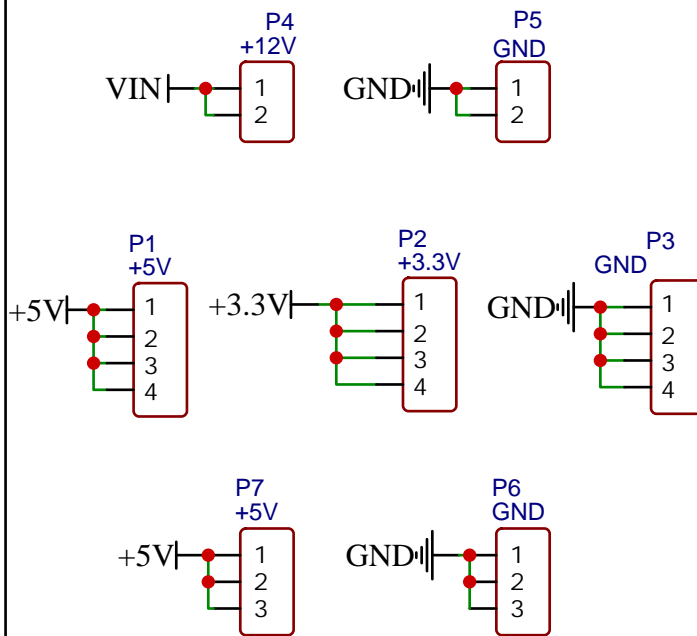 P4
+12V
VIN
1
2
P5
GND
GND
1
2
P1
+5V
+5V
1
2
3
4
P2
+3.3V
+3.3V
1
2
3
4
P3
GND
GND
1
2
3
4
P7
+5V
+5V
1
2
3
P6
GND
GND
1
2
3